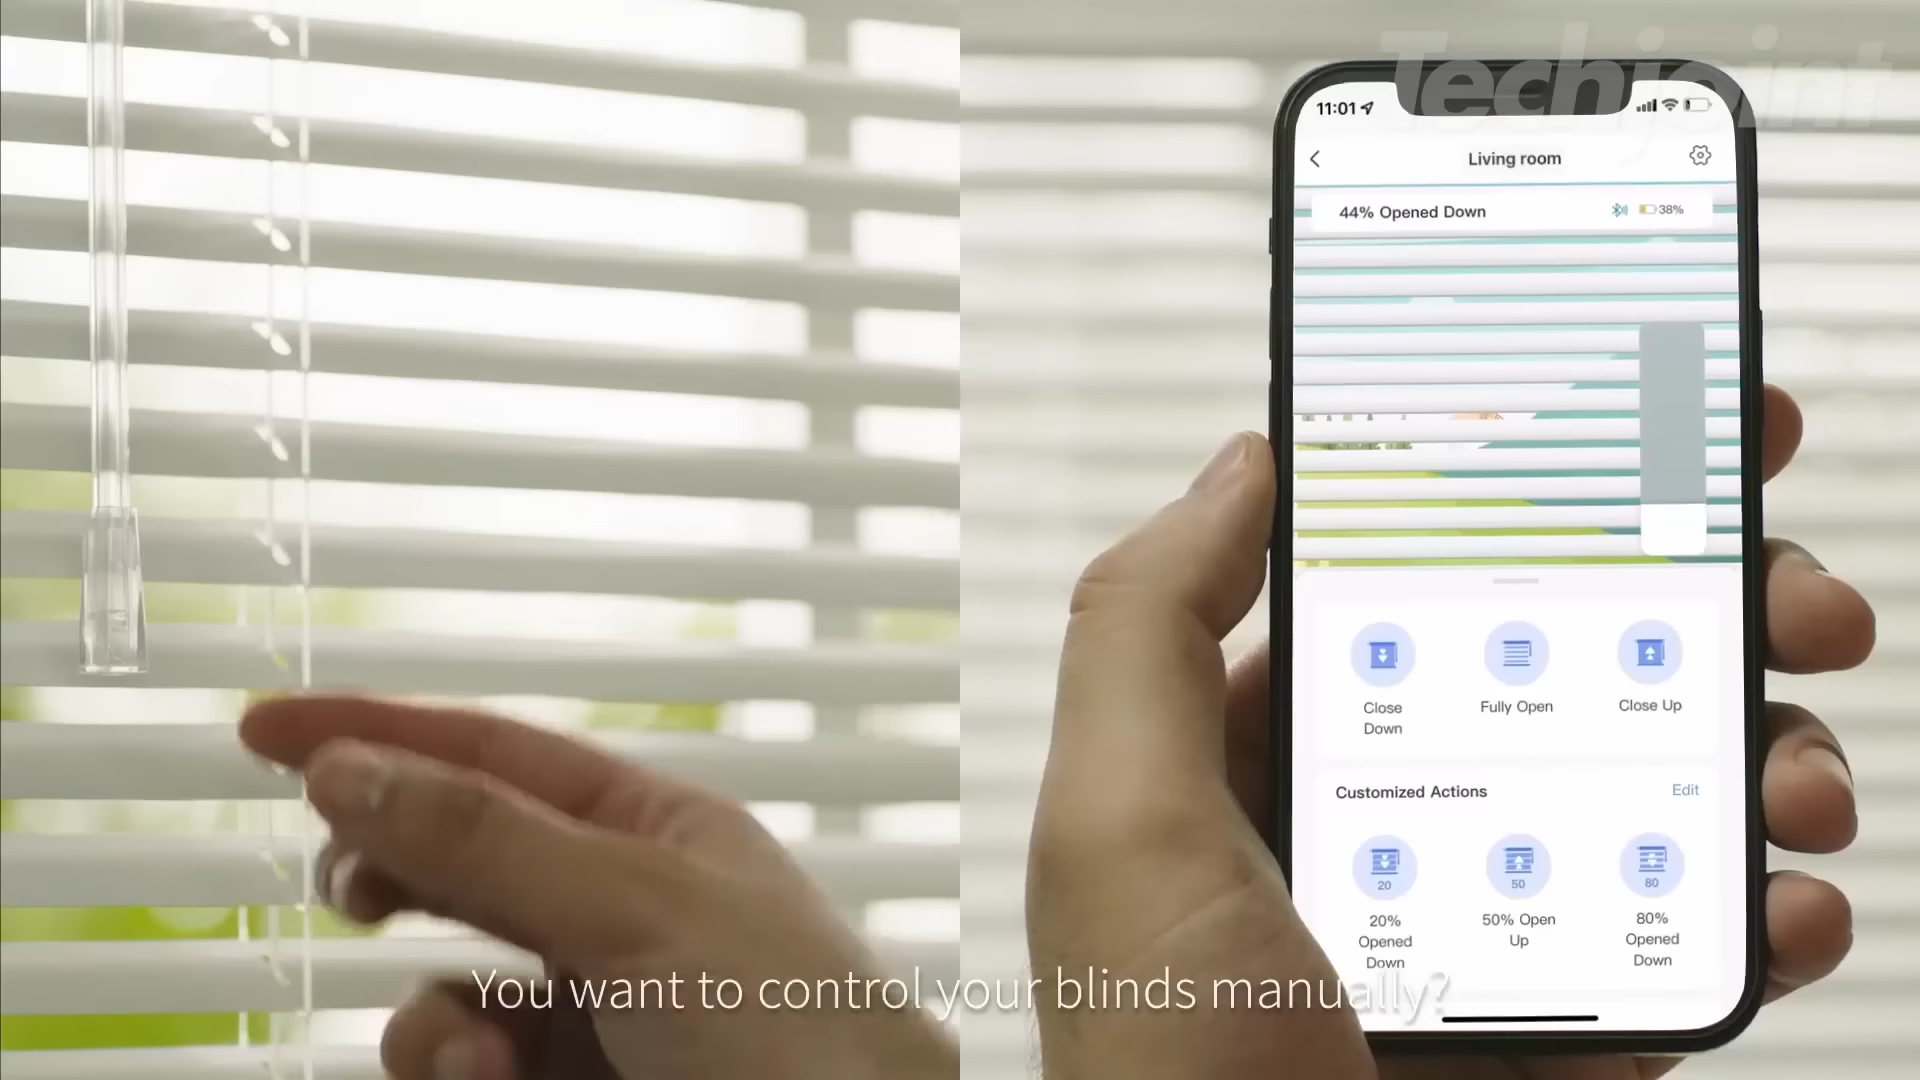 Techjoint
11:01
Living room
44% Opened Down
38%
Close
Down
Fully Open
Close Up
Customized Actions
Edit
20
50
80
20%
Opened
Down
50% Open
Up
80%
Opened
Down
You want to control your blinds manually?